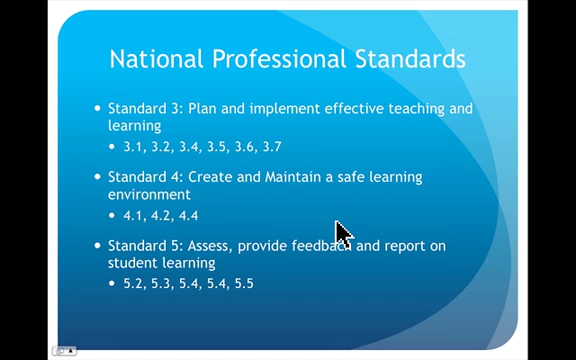 National Professional Standards
• Standard 3: Plan and implement effective teaching and
learning
• 3.1, 3.2, 3.4, 3.5, 3.6, 3.7
• Standard 4: Create and Maintain a safe learning
environment
• 4.1, 4.2, 4.4
• Standard 5: Assess, provide feedback and report on
student learning
• 5.2, 5.3, 5.4, 5.4, 5.5